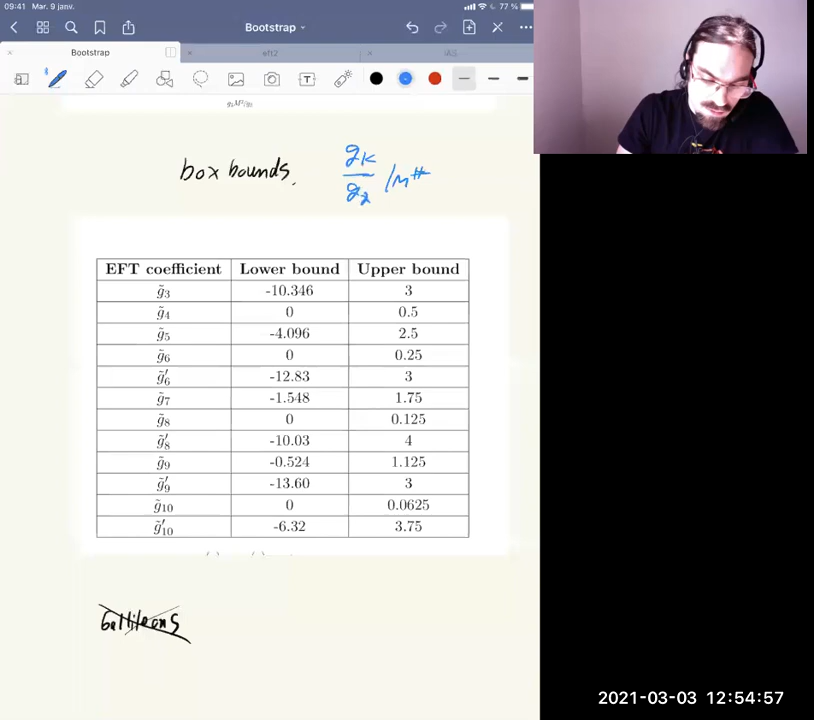 09:41 Mar. 9 janv.
77 %
Bootstrap
Bootstrap
eft2
g₂M²/g₀
box bounds.
gₖ
g₂ /M^#
EFT coefficient Lower bound Upper bound
g̃₃ -10.346 3
g̃₄ 0 0.5
g̃₅ -4.096 2.5
g̃₆ 0 0.25
g̃′₆ -12.83 3
g̃₇ -1.548 1.75
g̃₈ 0 0.125
g̃′₈ -10.03 4
g̃₉ -0.524 1.125
g̃′₉ -13.60 3
g̃₁₀ 0 0.0625
g̃′₁₀ -6.32 3.75
Gallileons
2021-03-03 12:54:57